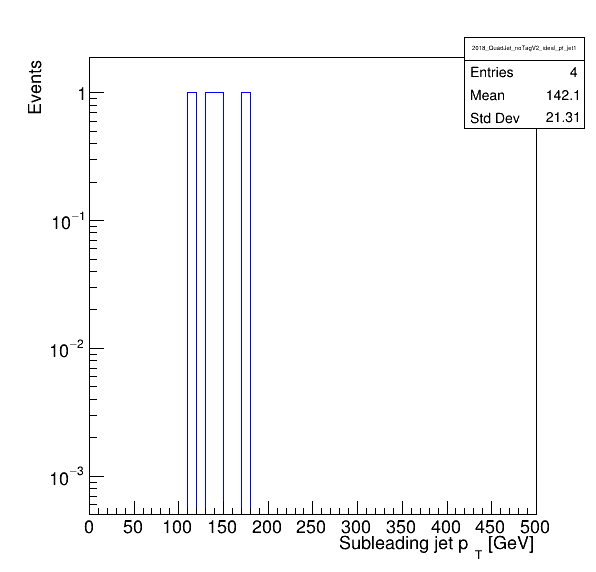 2018_QuadJet_noTagV2_ideal_pt_jet1
Entries 4
Mean 142.1
Std Dev 21.31
Events
1
10−1
10−2
10−3
0 50 100 150 200 250 300 350 400 450 500
Subleading jet p T [GeV]